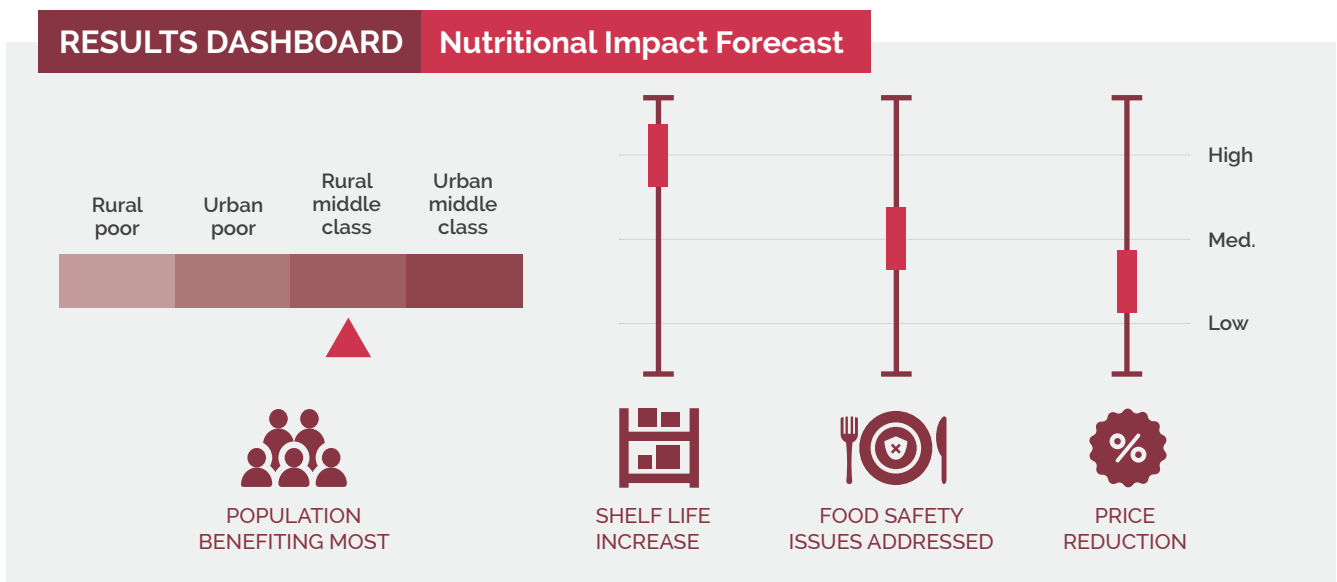 RESULTS DASHBOARD Nutritional Impact Forecast
Rural
poor
Urban
poor
Rural
middle
class
Urban
middle
class
High
Med.
Low
POPULATION
BENEFITING MOST
SHELF LIFE
INCREASE
FOOD SAFETY
ISSUES ADDRESSED
%
PRICE
REDUCTION